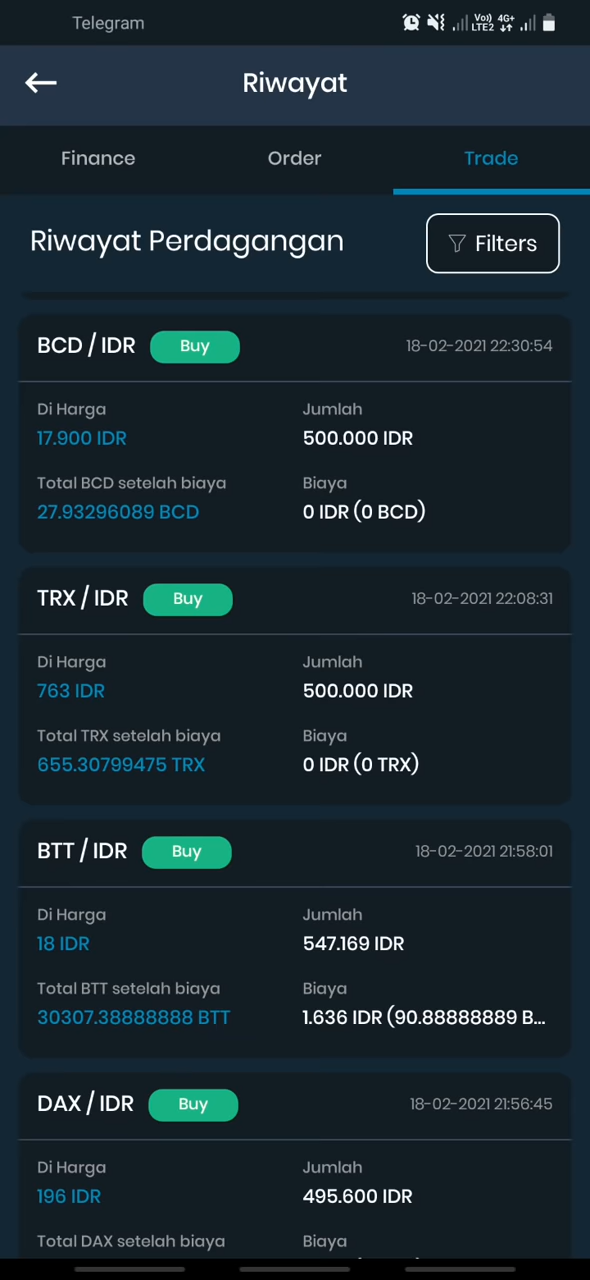 Telegram
Vo)) 4G+
LTE2
Riwayat
Finance Order Trade
Riwayat Perdagangan Filters
BCD / IDR Buy 18-02-2021 22:30:54
Di Harga Jumlah
17.900 IDR 500.000 IDR
Total BCD setelah biaya Biaya
27.93296089 BCD 0 IDR (0 BCD)
TRX / IDR Buy 18-02-2021 22:08:31
Di Harga Jumlah
763 IDR 500.000 IDR
Total TRX setelah biaya Biaya
655.30799475 TRX 0 IDR (0 TRX)
BTT / IDR Buy 18-02-2021 21:58:01
Di Harga Jumlah
18 IDR 547.169 IDR
Total BTT setelah biaya Biaya
30307.38888888 BTT 1.636 IDR (90.88888889 B...
DAX / IDR Buy 18-02-2021 21:56:45
Di Harga Jumlah
196 IDR 495.600 IDR
Total DAX setelah biaya Biaya